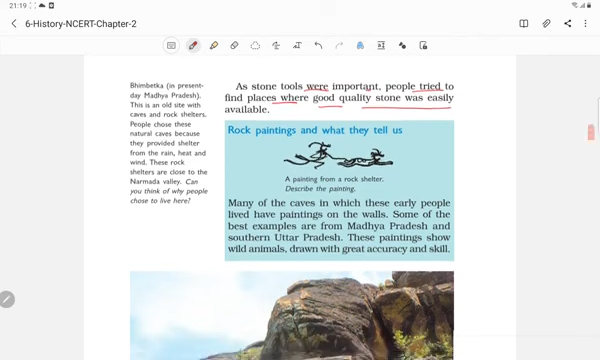 21:19
6-History-NCERT-Chapter-2
As stone tools were important, people tried to
find places where good quality stone was easily
available.
Bhimbetka (in present-
day Madhya Pradesh).
This is an old site with
caves and rock shelters.
People chose these
natural caves because
they provided shelter
from the rain, heat and
wind. These rock
shelters are close to the
Narmada valley. Can
you think of why people
chose to live here?
Rock paintings and what they tell us
A painting from a rock shelter.
Describe the painting.
Many of the caves in which these early people
lived have paintings on the walls. Some of the
best examples are from Madhya Pradesh and
southern Uttar Pradesh. These paintings show
wild animals, drawn with great accuracy and skill.